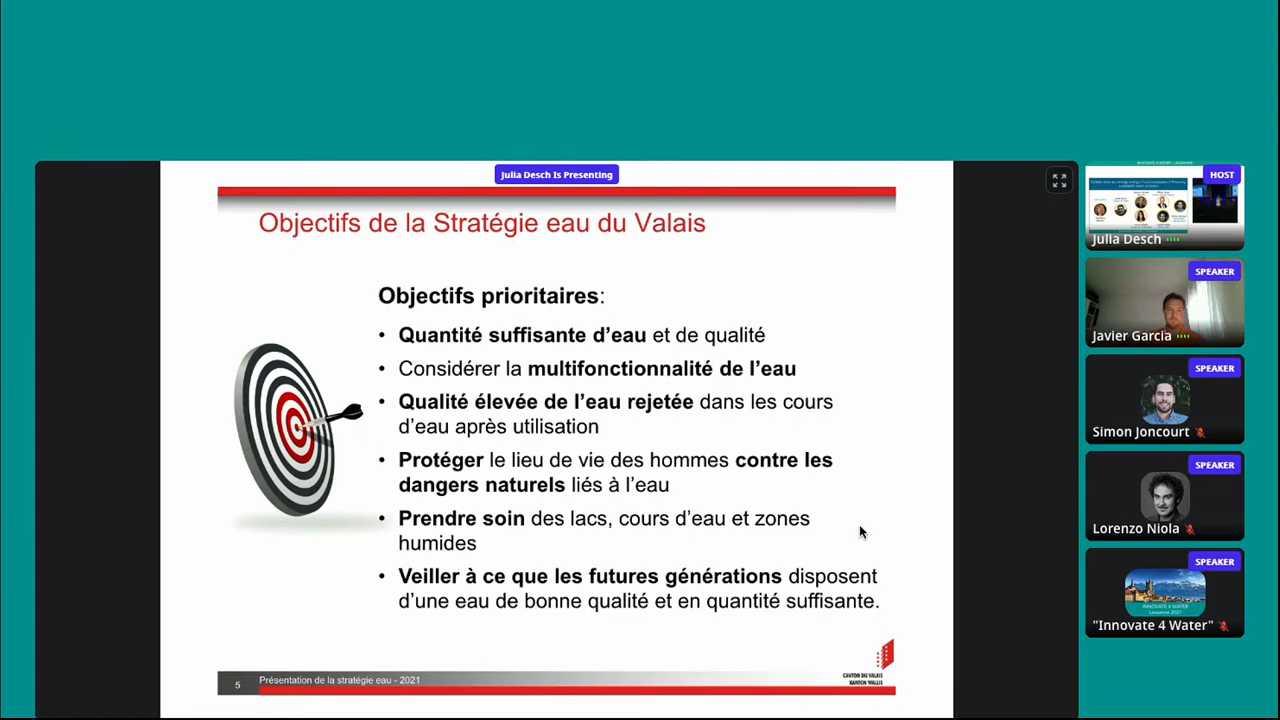 Julia Desch Is Presenting
Objectifs de la Stratégie eau du Valais
Objectifs prioritaires:
• Quantité suffisante d'eau et de qualité
• Considérer la multifonctionnalité de l'eau
• Qualité élevée de l'eau rejetée dans les cours
d'eau après utilisation
• Protéger le lieu de vie des hommes contre les
dangers naturels liés à l'eau
• Prendre soin des lacs, cours d'eau et zones
humides
• Veiller à ce que les futures générations disposent
d'une eau de bonne qualité et en quantité suffisante.
5
Présentation de la stratégie eau - 2021
CANTON DU VALAIS
KANTON WALLIS
HOST
Julia Desch
SPEAKER
Javier Garcia
SPEAKER
Simon Joncourt
SPEAKER
Lorenzo Niola
SPEAKER
INNOVATE 4 WATER
Lausanne 2021
"Innovate 4 Water"